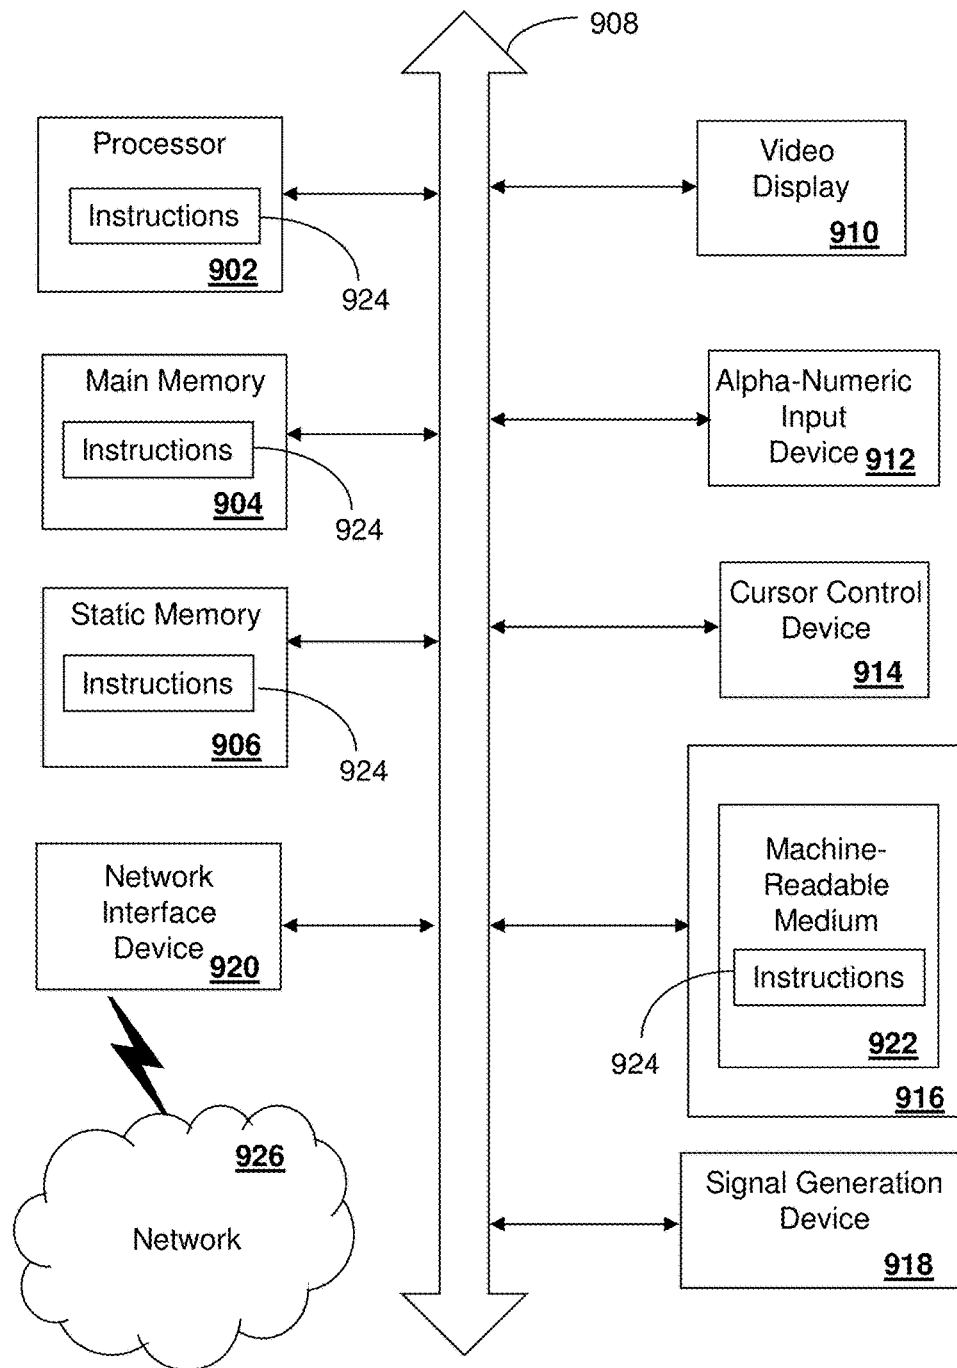 908
Processor
Instructions
902
924
Main Memory
Instructions
904
924
Static Memory
Instructions
906
924
Network
Interface
Device
920
926
Network
Video
Display
910
Alpha-Numeric
Input
Device
912
Cursor Control
Device
914
Machine-
Readable
Medium
Instructions
922
924
916
Signal Generation
Device
918